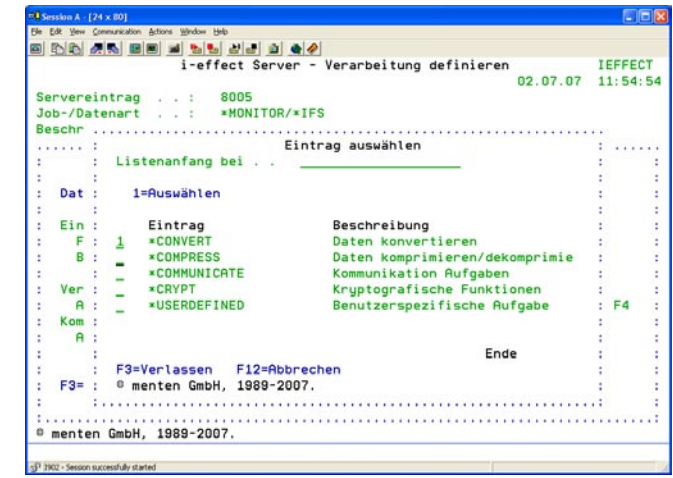 Session A - [24 x 80]
File Edit View Communication Actions Window Help
i-effect Server - Verarbeitung definieren IEFFECT
02.07.07 11:54:54
Servereintrag . . : 8005
Job-/Datenart . . : *MONITOR/*IFS
Beschr ...............................................................
...... : Eintrag auswählen : ......
: : Listenanfang bei . . ____________________ : :
: : : :
: Dat : 1=Auswählen : :
: : : :
: Ein : Eintrag Beschreibung : :
: F : 1 *CONVERT Daten konvertieren : :
: B : _ *COMPRESS Daten komprimieren/dekomprimie : :
: : _ *COMMUNICATE Kommunikation Aufgaben : :
: Ver : _ *CRYPT Kryptografische Funktionen : :
: A : _ *USERDEFINED Benutzerspezifische Aufgabe : F4 :
: Kom : : :
: A : : :
: : Ende : :
: : F3=Verlassen F12=Abbrechen : :
: F3= : © menten GmbH, 1989-2007. : :
: :...............................................................: :
:............................................................................:
© menten GmbH, 1989-2007.
1902 - Session successfully started